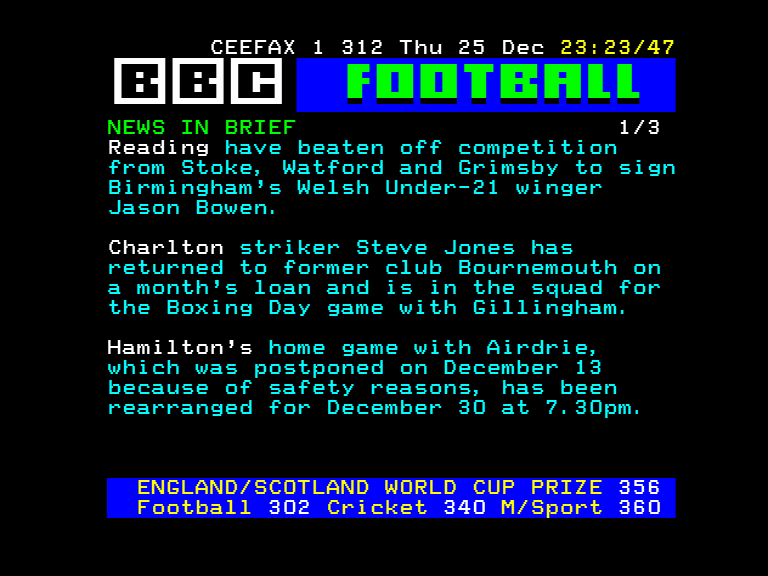 CEEFAX 1 312 Thu 25 Dec 23:23/47
BBC FOOTBALL
NEWS IN BRIEF 1/3
Reading have beaten off competition
from Stoke, Watford and Grimsby to sign
Birmingham's Welsh Under-21 winger
Jason Bowen.
Charlton striker Steve Jones has
returned to former club Bournemouth on
a month's loan and is in the squad for
the Boxing Day game with Gillingham.
Hamilton's home game with Airdrie,
which was postponed on December 13
because of safety reasons, has been
rearranged for December 30 at 7.30pm.
ENGLAND/SCOTLAND WORLD CUP PRIZE 356
Football 302 Cricket 340 M/Sport 360